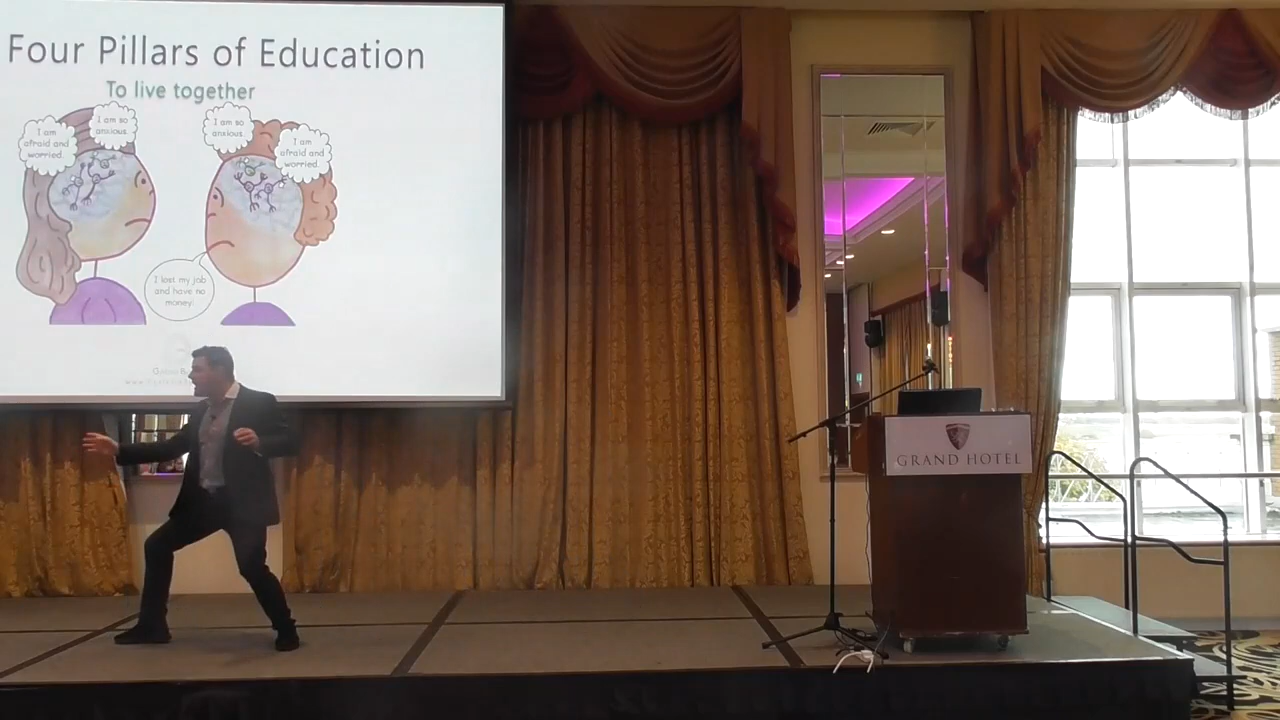 Four Pillars of Education
To live together
I am
afraid and
worried.
I am so
anxious.
I am so
anxious.
I am
afraid and
worried.
I lost my job
and have no
money!
GRAND HOTEL